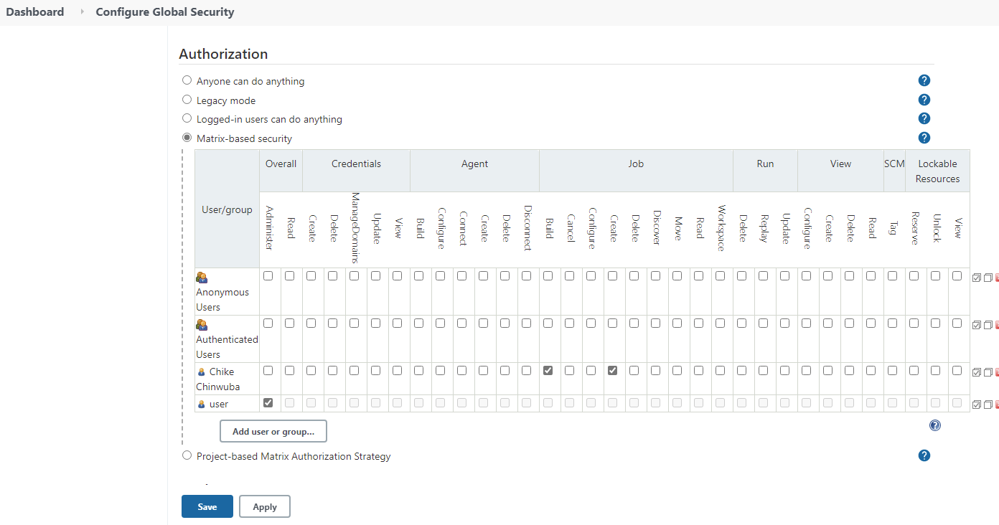 Dashboard Configure Global Security
Authorization
Anyone can do anything ?
Legacy mode ?
Logged-in users can do anything ?
Matrix-based security ?
User/group Overall Credentials Agent Job Run View SCM Lockable
Resources
Administer Read Create Delete ManageDomains Update View Build Configure Connect Create Delete Disconnect Build Cancel Configure Create Delete Discover Move Read Workspace Delete Replay Update Configure Create Delete Read Tag Reserve Unlock View
Anonymous
Users
Authenticated
Users
Chike
Chinwuba
user
Add user or group... ?
Project-based Matrix Authorization Strategy ?
Save Apply